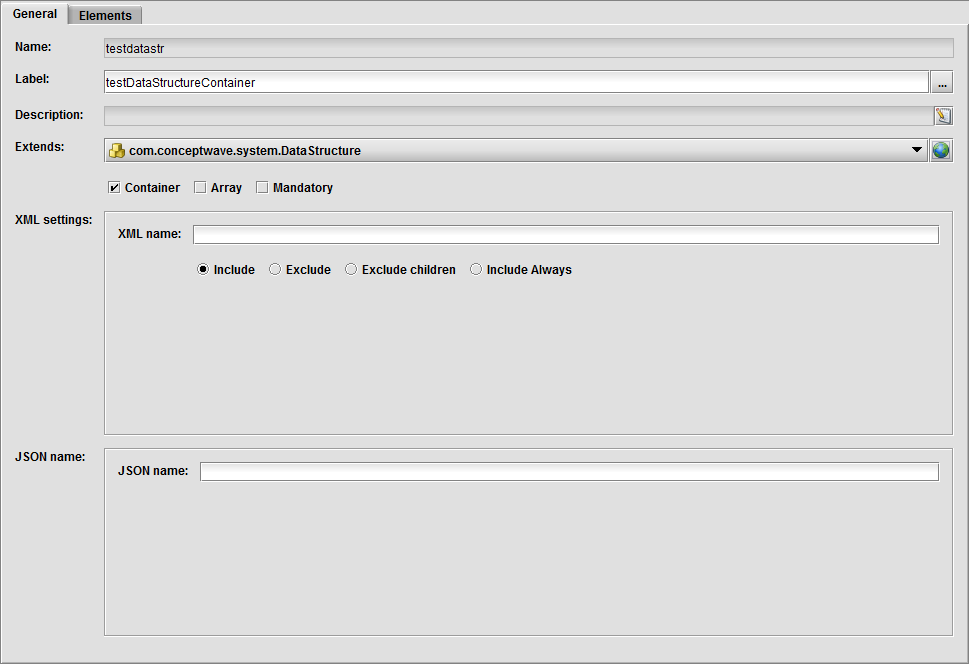 General Elements
Name: testdatastr
Label: testDataStructureContainer ...
Description:
Extends: com.conceptwave.system.DataStructure
Container Array Mandatory
XML settings:
XML name:
Include Exclude Exclude children Include Always
JSON name:
JSON name: